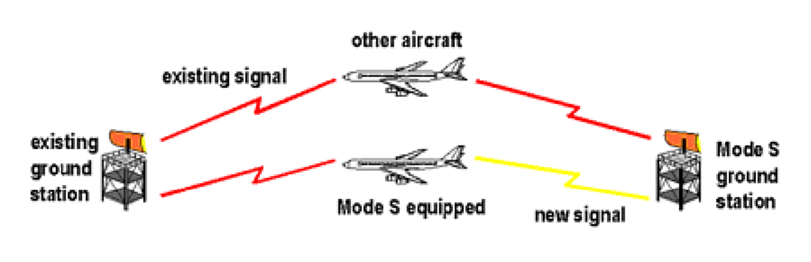 other aircraft
existing signal
existing
ground
station
Mode S
ground
station
Mode S equipped
new signal